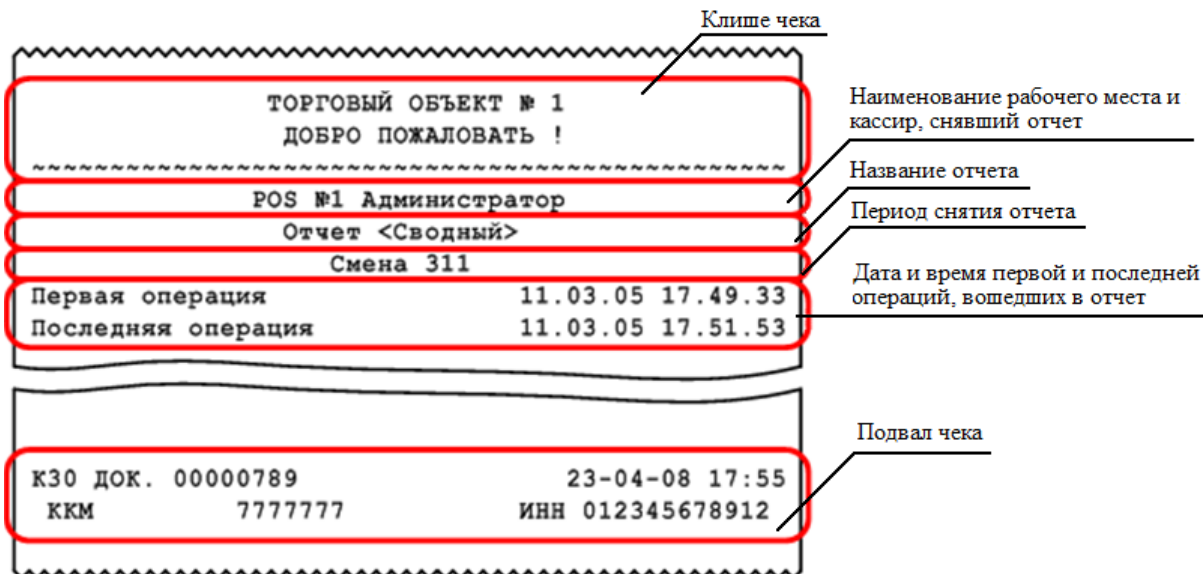 Клише чека
ТОРГОВЫЙ ОБЪЕКТ № 1
ДОБРО ПОЖАЛОВАТЬ !
~~~~~~~~~~~~~~~~~~~~~~~~~~~~~~~~~~~~~~~~~~~~~~~~
Наименование рабочего места и
кассир, снявший отчет
POS №1 Администратор
Название отчета
Отчет <Сводный>
Период снятия отчета
Смена 311
Дата и время первой и последней
операций, вошедших в отчет
Первая операция 11.03.05 17.49.33
Последняя операция 11.03.05 17.51.53
Подвал чека
К30 ДОК. 00000789 23-04-08 17:55
ККМ 7777777 ИНН 012345678912